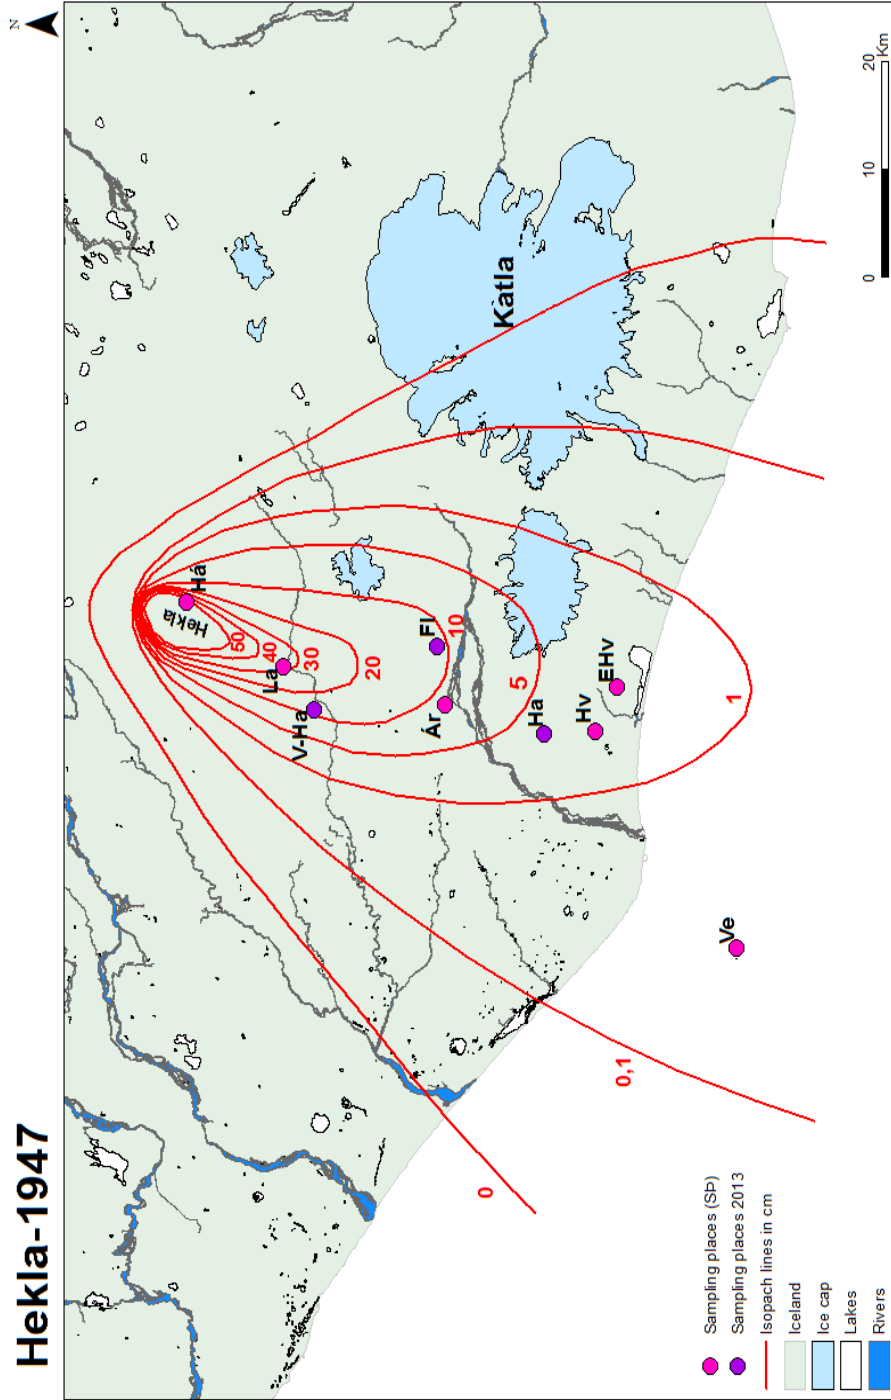 Hekla-1947
N
Hekla
Há
50
40
30
La
20
V-Ha
Fl
10
Ár
5
Ha
Hv
EHv
1
Katla
Ve
0,1
0
Sampling places (SP)
Sampling places 2013
Isopach lines in cm
Iceland
Ice cap
Lakes
Rivers
0 10 20
Km